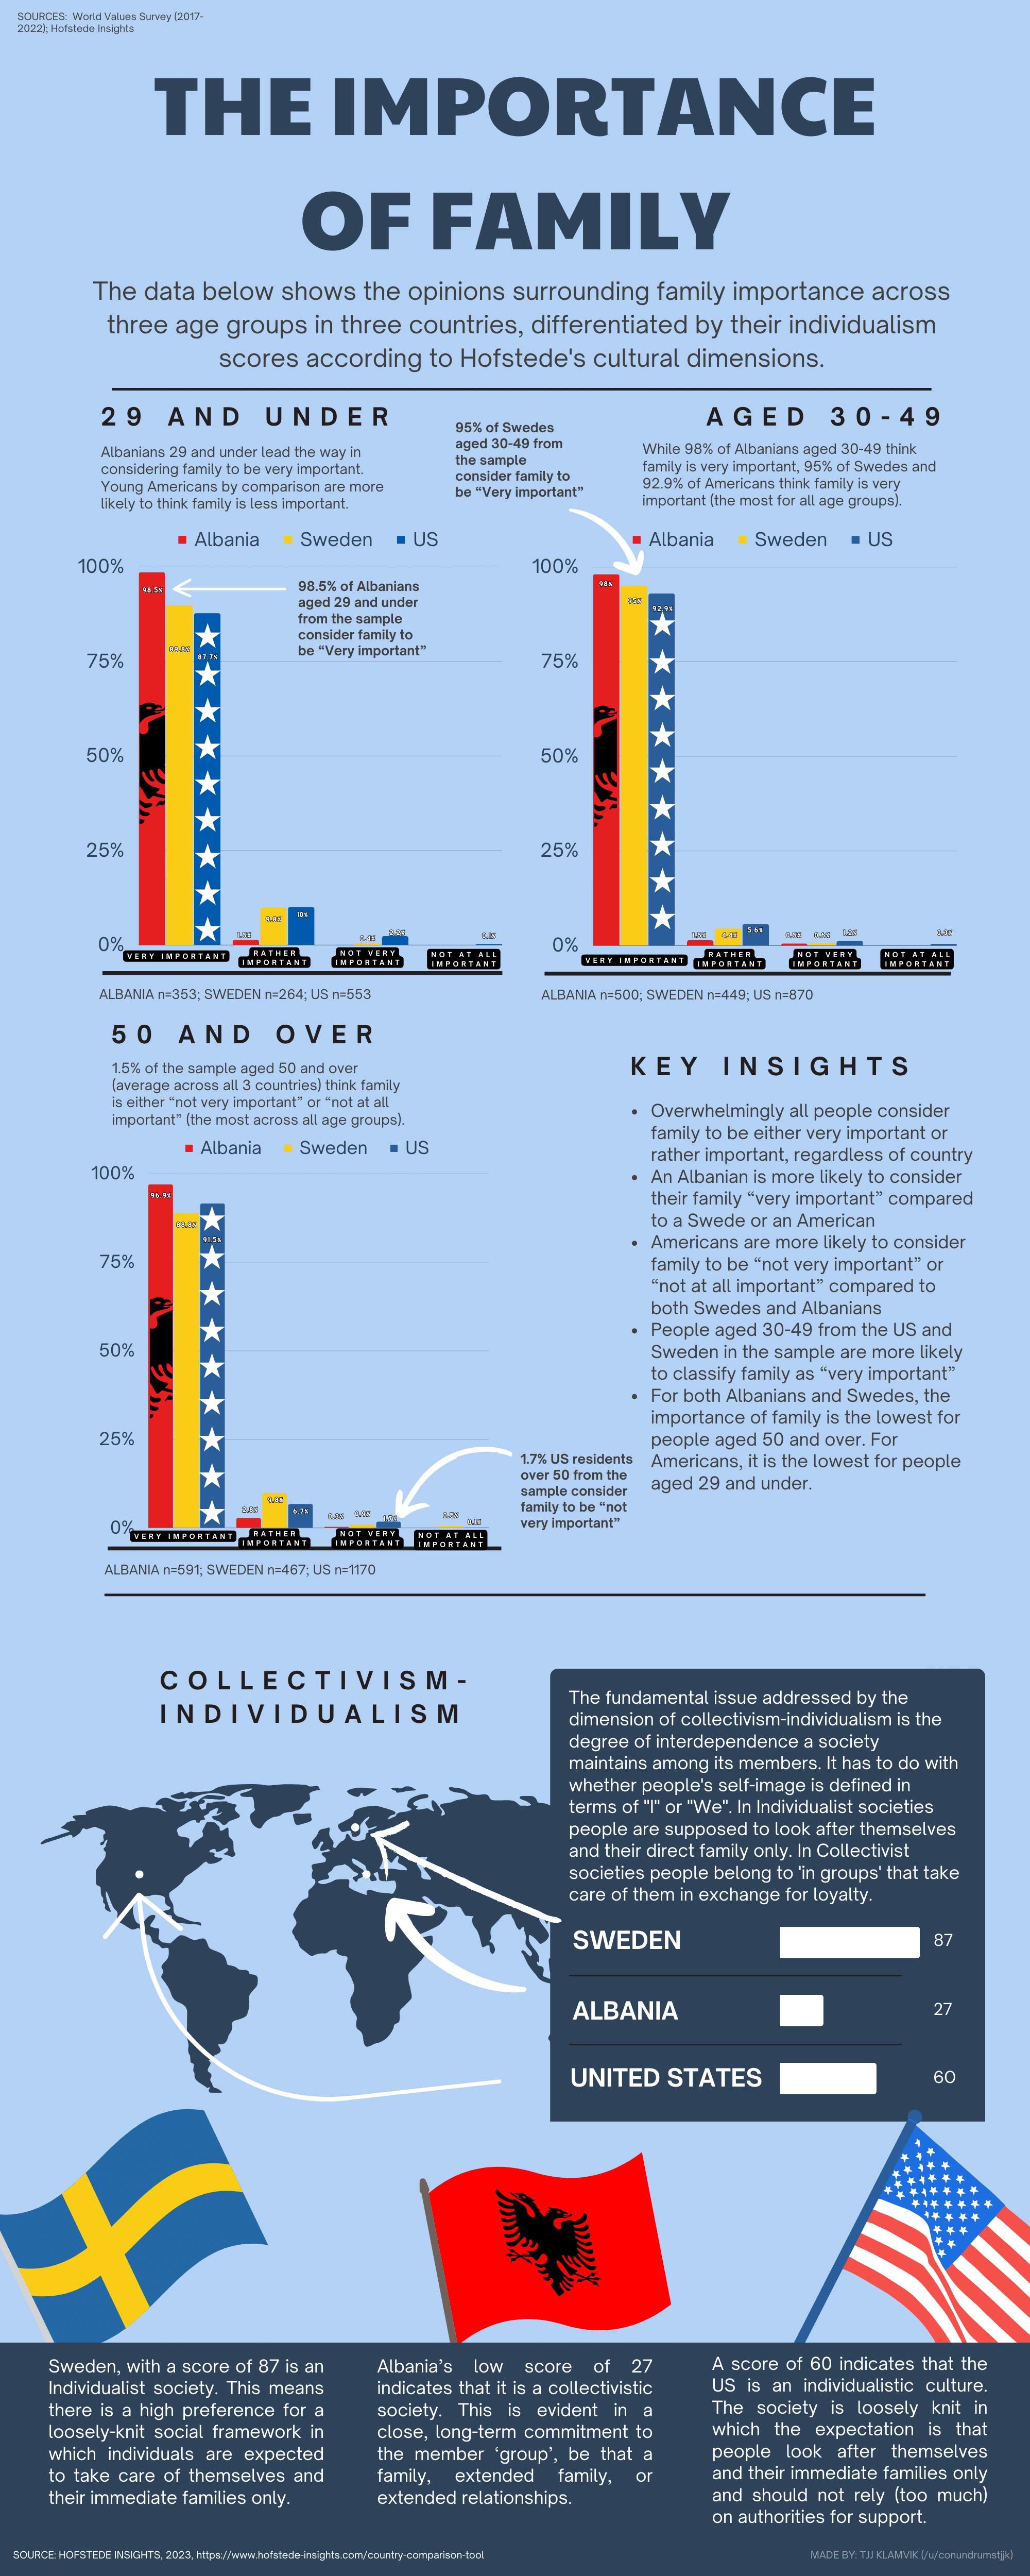 SOURCES: World Values Survey (2017-
2022); Hofstede Insights
THE IMPORTANCE
OF FAMILY
The data below shows the opinions surrounding family importance across
three age groups in three countries, differentiated by their individualism
scores according to Hofstede's cultural dimensions.
29 AND UNDER
Albanians 29 and under lead the way in
considering family to be very important.
Young Americans by comparison are more
likely to think family is less important.
Albania Sweden US
100%
75%
50%
25%
0%
98.5%
89.8%
87.7%
98.5% of Albanians
aged 29 and under
from the sample
consider family to
be “Very important”
1.5%
9.8%
10%
0.4%
2.2%
0.1%
VERY IMPORTANT
RATHER
IMPORTANT
NOT VERY
IMPORTANT
NOT AT ALL
IMPORTANT
ALBANIA n=353; SWEDEN n=264; US n=553
95% of Swedes
aged 30-49 from
the sample
consider family to
be “Very important”
AGED 30-49
While 98% of Albanians aged 30-49 think
family is very important, 95% of Swedes and
92.9% of Americans think family is very
important (the most for all age groups).
Albania Sweden US
100%
75%
50%
25%
0%
98%
95%
92.9%
1.5%
4.4%
5.6%
0.5%
0.6%
1.2%
0.3%
VERY IMPORTANT
RATHER
IMPORTANT
NOT VERY
IMPORTANT
NOT AT ALL
IMPORTANT
ALBANIA n=500; SWEDEN n=449; US n=870
50 AND OVER
1.5% of the sample aged 50 and over
(average across all 3 countries) think family
is either “not very important” or “not at all
important” (the most across all age groups).
Albania Sweden US
100%
75%
50%
25%
0%
96.9%
88.8%
91.5%
2.8%
9.8%
6.7%
0.3%
0.9%
1.7%
0.5%
0.1%
VERY IMPORTANT
RATHER
IMPORTANT
NOT VERY
IMPORTANT
NOT AT ALL
IMPORTANT
1.7% US residents
over 50 from the
sample consider
family to be “not
very important”
ALBANIA n=591; SWEDEN n=467; US n=1170
KEY INSIGHTS
• Overwhelmingly all people consider
family to be either very important or
rather important, regardless of country
• An Albanian is more likely to consider
their family “very important” compared
to a Swede or an American
• Americans are more likely to consider
family to be “not very important” or
“not at all important” compared to
both Swedes and Albanians
• People aged 30-49 from the US and
Sweden in the sample are more likely
to classify family as “very important”
• For both Albanians and Swedes, the
importance of family is the lowest for
people aged 50 and over. For
Americans, it is the lowest for people
aged 29 and under.
COLLECTIVISM-
INDIVIDUALISM
The fundamental issue addressed by the
dimension of collectivism-individualism is the
degree of interdependence a society
maintains among its members. It has to do with
whether people's self-image is defined in
terms of "I" or "We". In Individualist societies
people are supposed to look after themselves
and their direct family only. In Collectivist
societies people belong to 'in groups' that take
care of them in exchange for loyalty.
SWEDEN 87
ALBANIA 27
UNITED STATES 60
Sweden, with a score of 87 is an
Individualist society. This means
there is a high preference for a
loosely-knit social framework in
which individuals are expected
to take care of themselves and
their immediate families only.
Albania’s low score of 27
indicates that it is a collectivistic
society. This is evident in a
close, long-term commitment to
the member ‘group’, be that a
family, extended family, or
extended relationships.
A score of 60 indicates that the
US is an individualistic culture.
The society is loosely knit in
which the expectation is that
people look after themselves
and their immediate families only
and should not rely (too much)
on authorities for support.
SOURCE: HOFSTEDE INSIGHTS, 2023, https://www.hofstede-insights.com/country-comparison-tool
MADE BY: TJJ KLAMVIK (/u/conundrumstjjk)